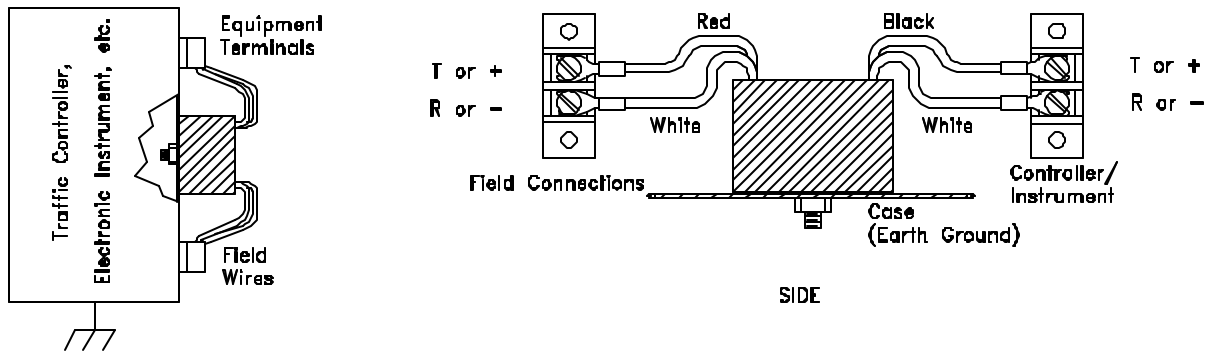 Equipment
Terminals
Traffic Controller,
Electronic Instrument, etc.
Field
Wires
Red
Black
T or +
R or -
T or +
R or -
White
White
Field Connections
Controller/
Instrument
Case
(Earth Ground)
SIDE